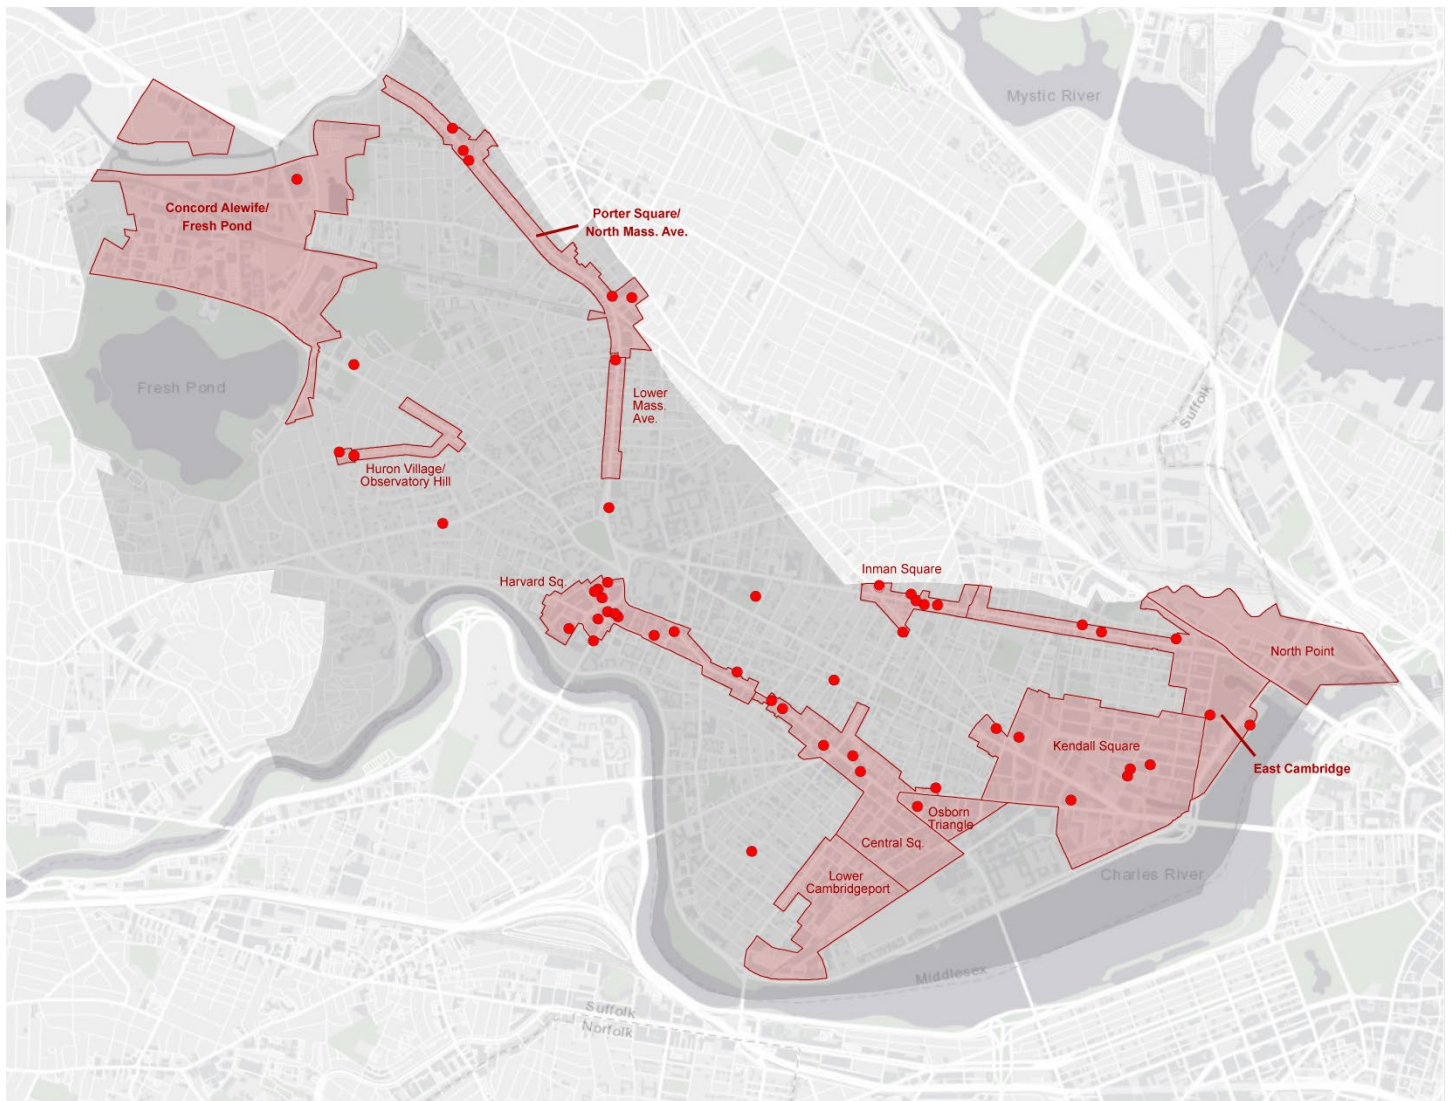 Mystic River
Concord Alewife/
Fresh Pond
Porter Square/
North Mass. Ave.
Fresh Pond
Suffolk
Lower
Mass.
Ave.
Huron Village/
Observatory Hill
Inman Square
Harvard Sq.
North Point
Kendall Square
East Cambridge
Osborn
Triangle
Central Sq.
Lower
Cambridgeport
Charles River
Middlesex
Suffolk
Norfolk